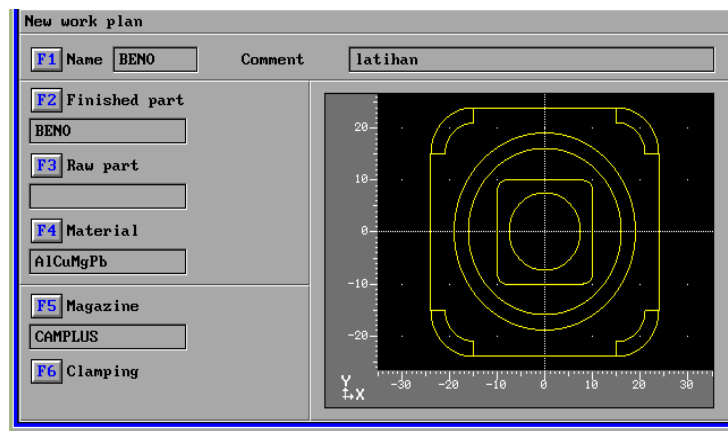 New work plan
F1 Name BENO Comment latihan
F2 Finished part
BENO
F3 Raw part
F4 Material
AlCuMgPb
F5 Magazine
CAMPLUS
F6 Clamping
20
10
0
-10
-20
Y
X
-30 -20 -10 0 10 20 30